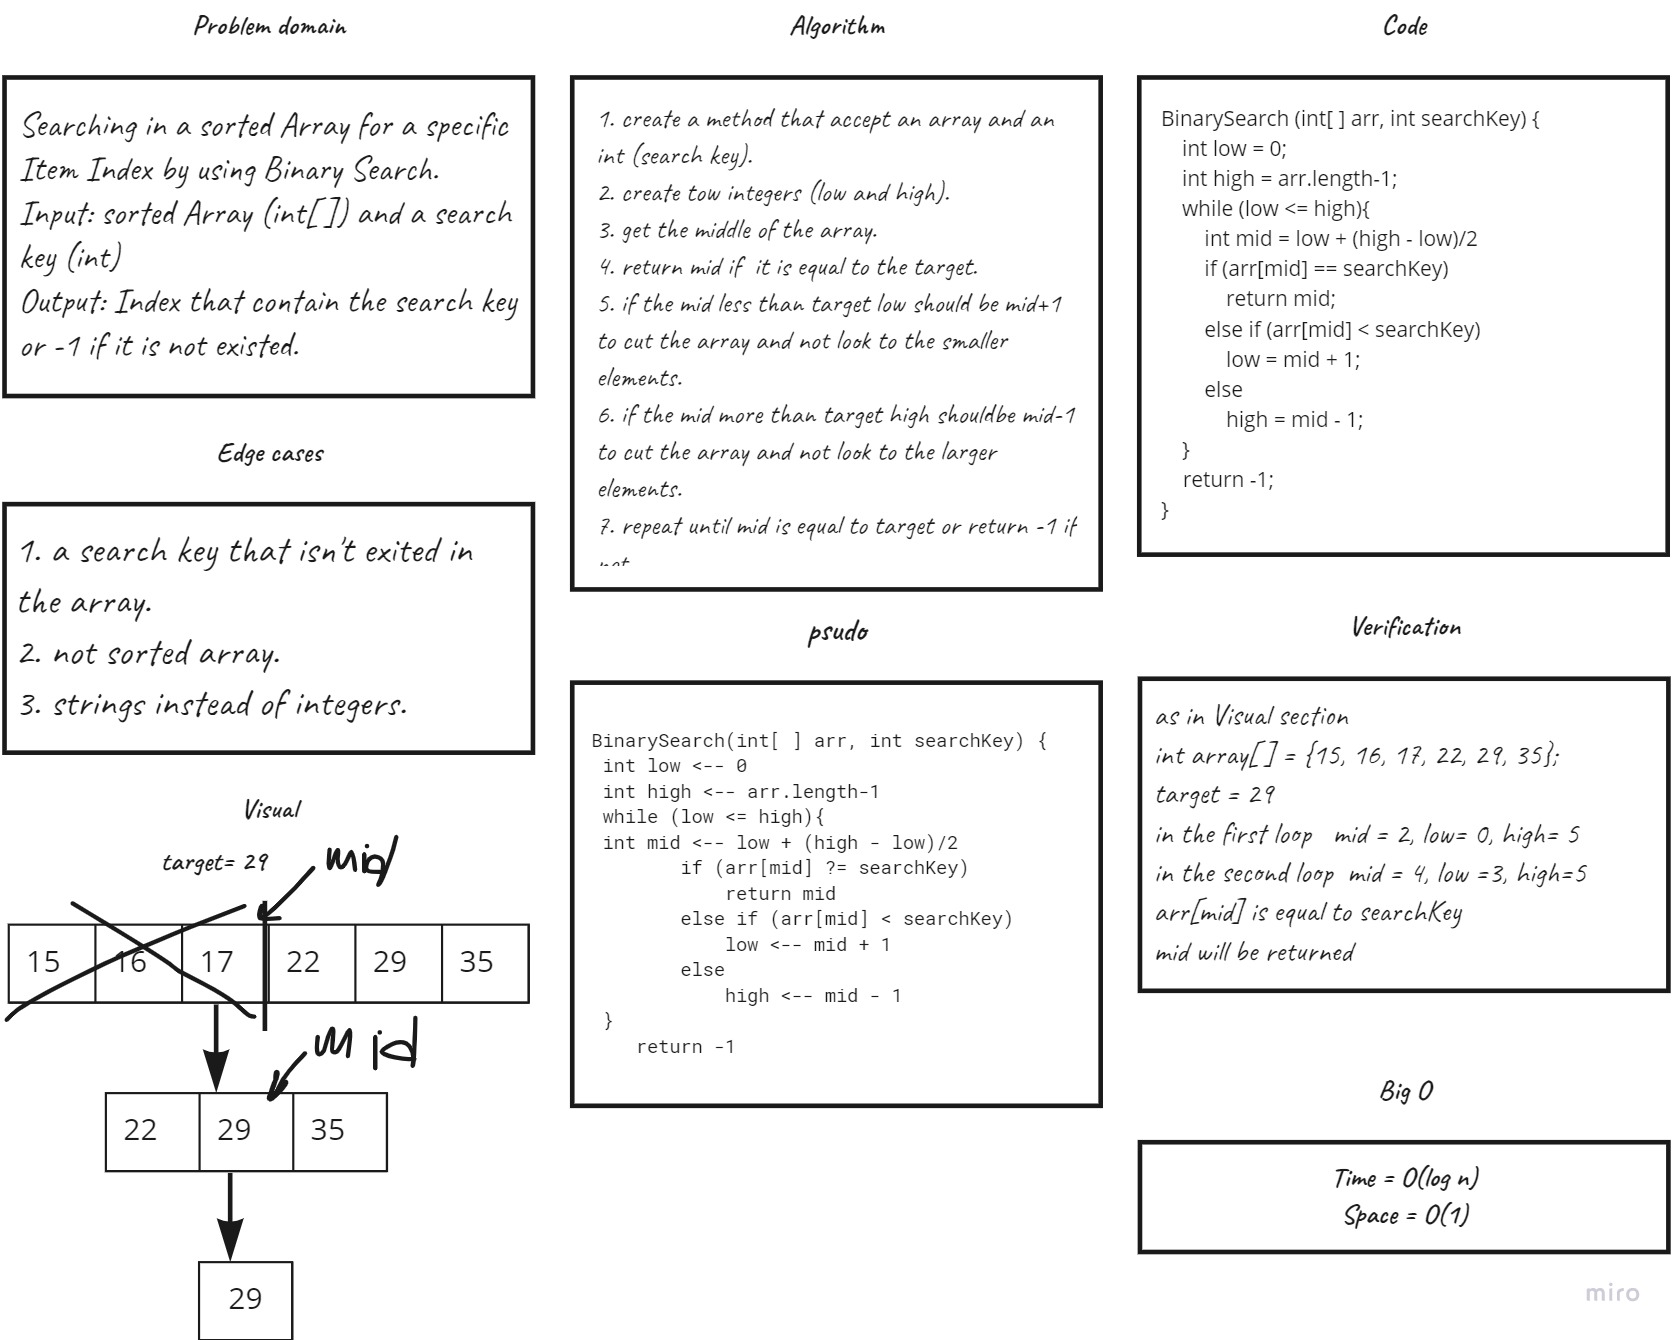 Problem domain
Searching in a sorted Array for a specific
Item Index by using Binary Search.
Input: sorted Array (int[]) and a search
key (int)
Output: Index that contain the search key
or -1 if it is not existed.
Edge cases
1. a search key that isn't exited in
the array.
2. not sorted array.
3. strings instead of integers.
Visual
target= 29
mid
15 16 17 22 29 35
mid
22 29 35
29
Algorithm
1. create a method that accept an array and an
int (search key).
2. create tow integers (low and high).
3. get the middle of the array.
4. return mid if  it is equal to the target.
5. if the mid less than target low should be mid+1
to cut the array and not look to the smaller
elements.
6. if the mid more than target high shouldbe mid-1
to cut the array and not look to the larger
elements.
7. repeat until mid is equal to target or return -1 if
not
psudo
BinarySearch(int[ ] arr, int searchKey) {
int low <-- 0
int high <-- arr.length-1
while (low <= high){
int mid <-- low + (high - low)/2
if (arr[mid] ?= searchKey)
return mid
else if (arr[mid] < searchKey)
low <-- mid + 1
else
high <-- mid - 1
}
return -1
Code
BinarySearch (int[ ] arr, int searchKey) {
int low = 0;
int high = arr.length-1;
while (low <= high){
int mid = low + (high - low)/2
if (arr[mid] == searchKey)
return mid;
else if (arr[mid] < searchKey)
low = mid + 1;
else
high = mid - 1;
}
return -1;
}
Verification
as in Visual section
int array[] = {15, 16, 17, 22, 29, 35};
target = 29
in the first loop   mid = 2, low= 0, high= 5
in the second loop  mid = 4, low =3, high=5
arr[mid] is equal to searchKey
mid will be returned
Big O
Time = O(log n)
Space = O(1)
miro